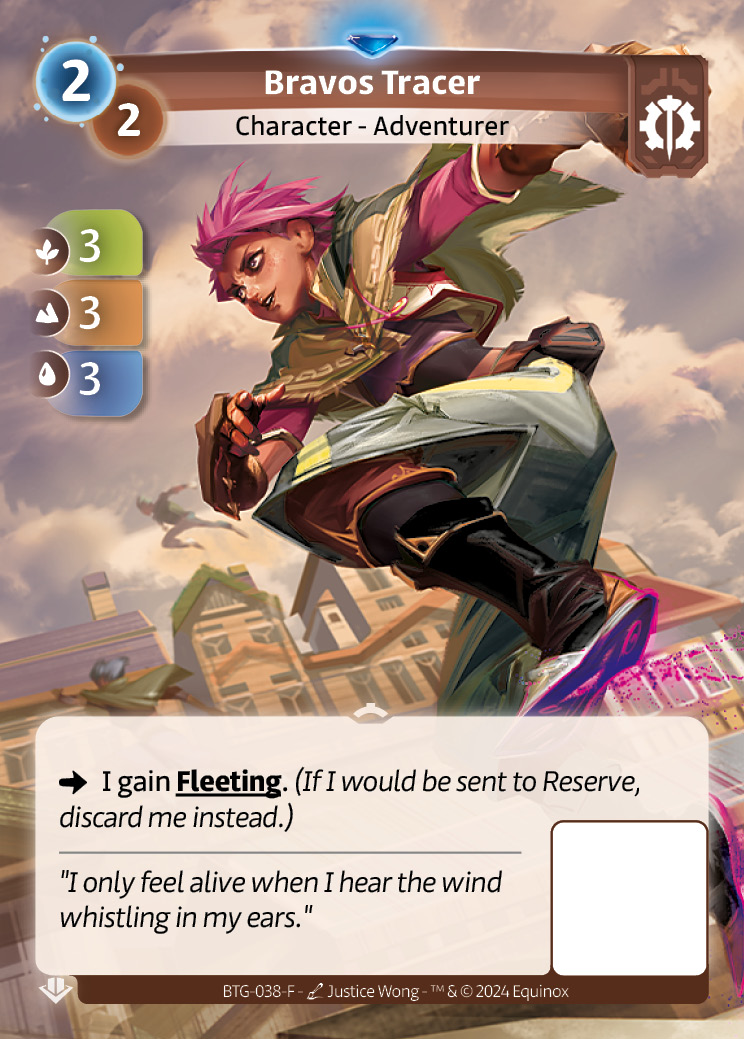 2
Bravos Tracer
2
Character - Adventurer
3
3
3
I gain Fleeting. (If I would be sent to Reserve,
discard me instead.)
"I only feel alive when I hear the wind
whistling in my ears."
BTG-038-F - Justice Wong - ™ & © 2024 Equinox